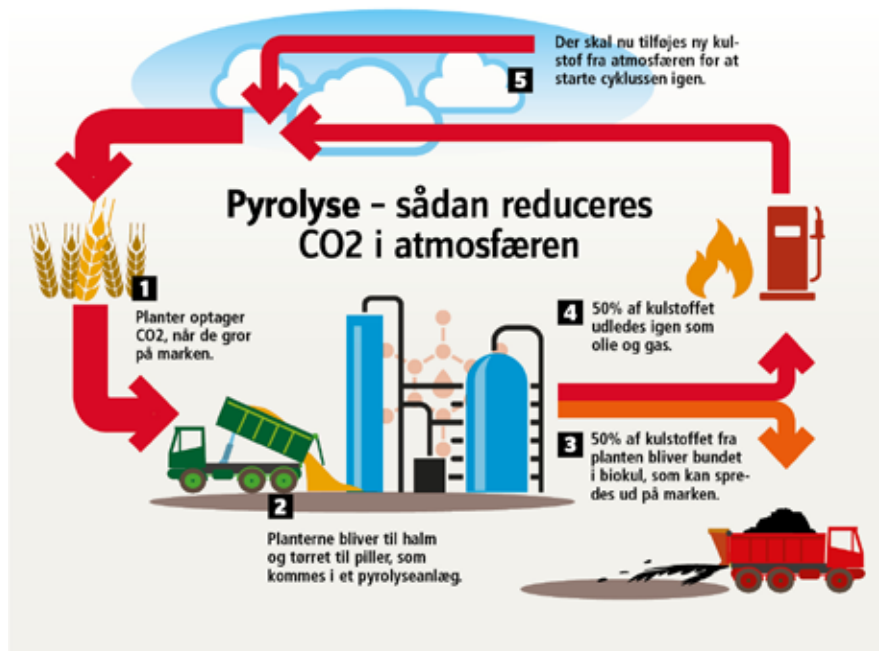 Der skal nu tilføjes ny kul-
stof fra atmosfæren for at
starte cyklussen igen.
5
Pyrolyse – sådan reduceres
CO2 i atmosfæren
1
Planter optager
CO2, når de gror
på marken.
4
50% af kulstoffet
udledes igen som
olie og gas.
3
50% af kulstoffet fra
planten bliver bundet
i biokul, som kan spre-
des ud på marken.
2
Planterne bliver til halm
og tørret til piller, som
kommes i et pyrolyseanlæg.